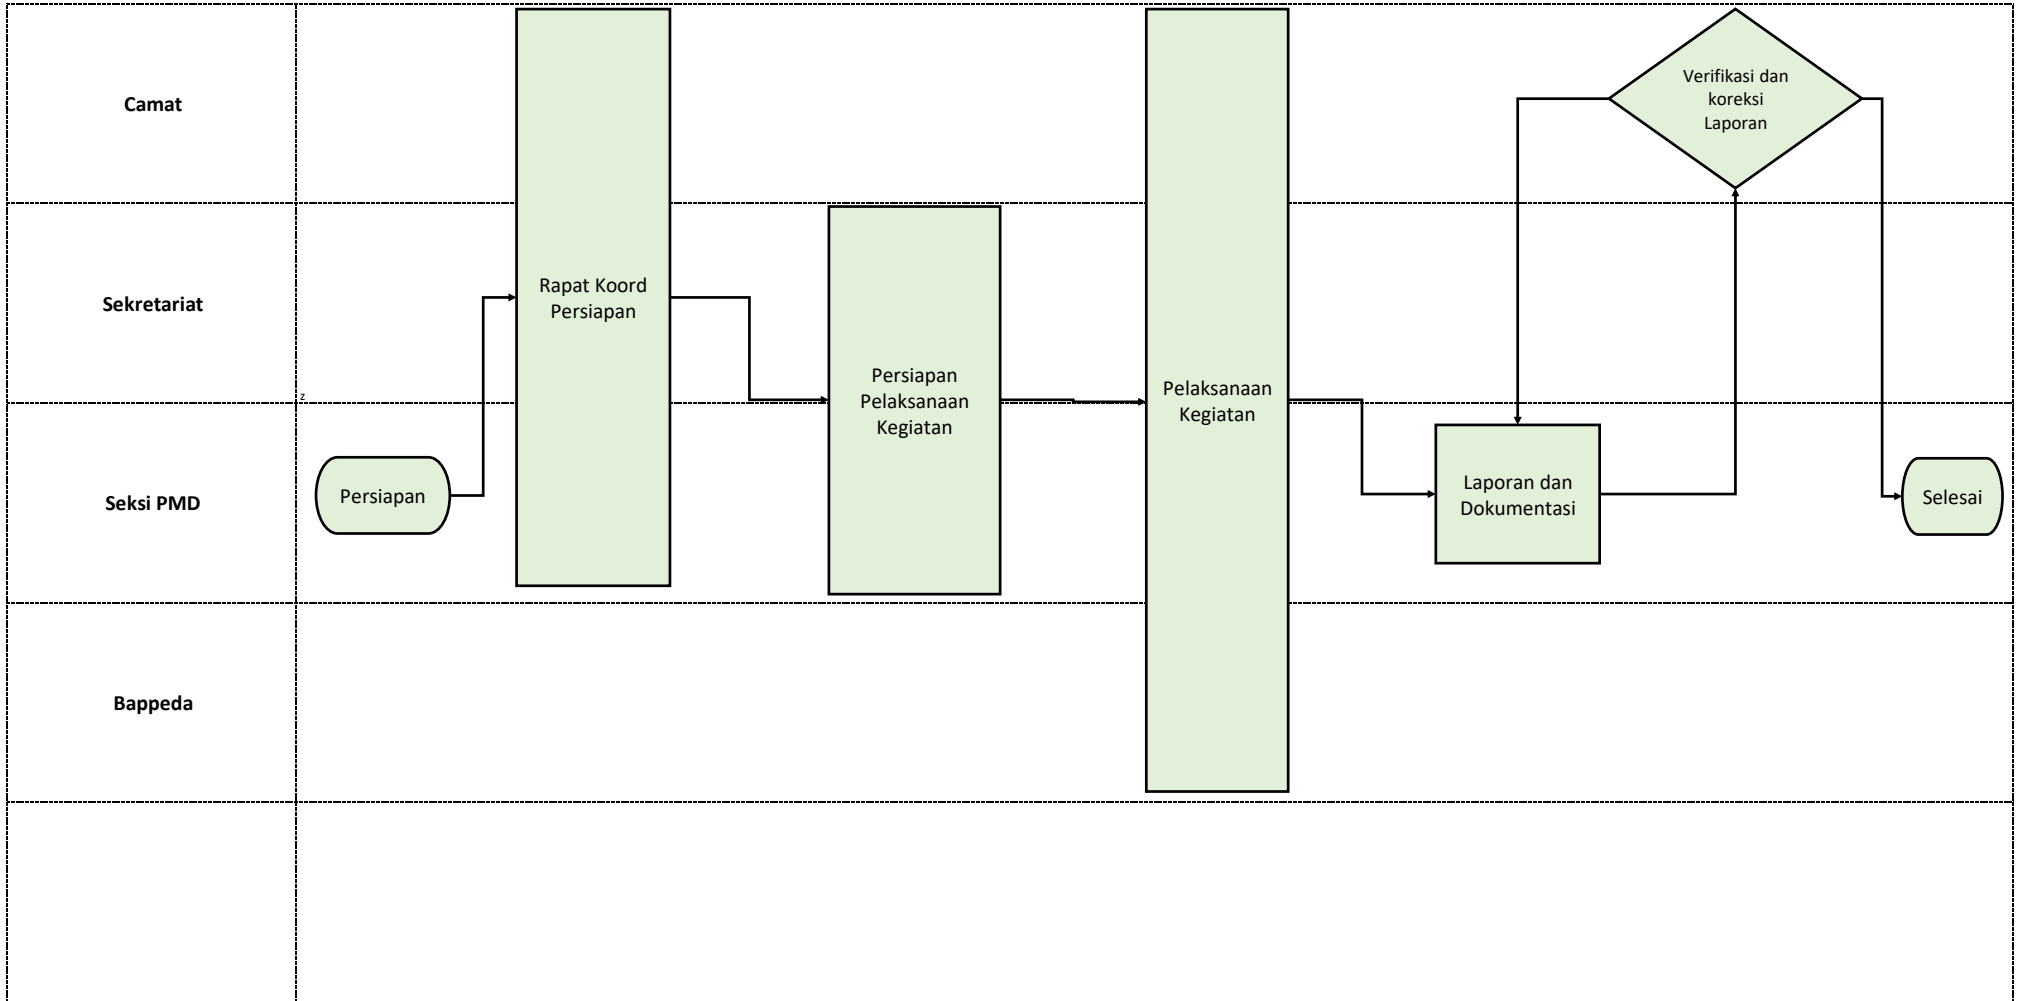 Camat
Verifikasi dan
koreksi
Laporan
Sekretariat
Rapat Koord
Persiapan
Persiapan
Pelaksanaan
Kegiatan
Pelaksanaan
Kegiatan
z
Seksi PMD
Persiapan
Laporan dan
Dokumentasi
Selesai
Bappeda